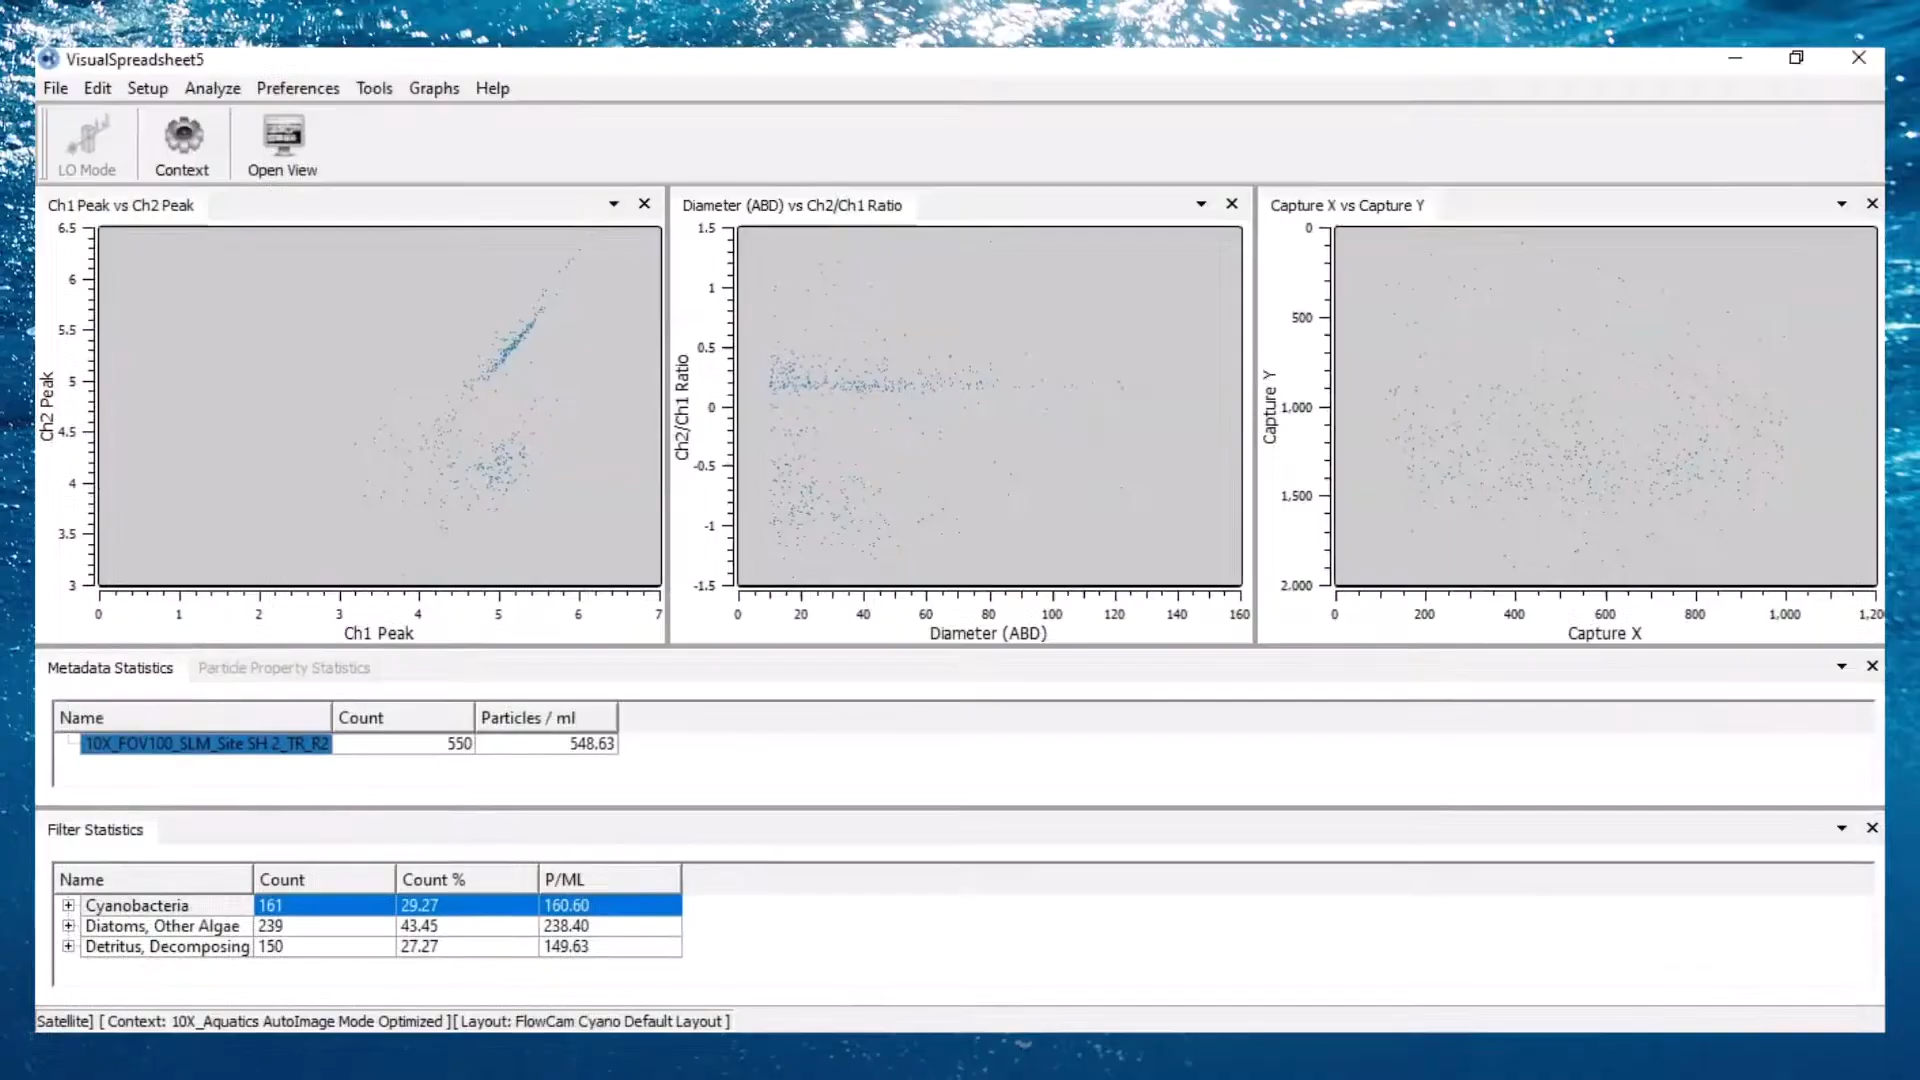 VisualSpreadsheet5
File Edit Setup Analyze Preferences Tools Graphs Help
LO Mode Context Open View
Ch1 Peak vs Ch2 Peak
6.5
6
5.5
5
4.5
4
3.5
3
Ch2 Peak
0 1 2 3 4 5 6 7
Ch1 Peak
Diameter (ABD) vs Ch2/Ch1 Ratio
1.5
1
0.5
0
-0.5
-1
-1.5
Ch2/Ch1 Ratio
0 20 40 60 80 100 120 140 160
Diameter (ABD)
Capture X vs Capture Y
0
500
1,000
1,500
2.000
Capture Y
0 200 400 600 800 1,000 1,20
Capture X
Metadata Statistics Particle Property Statistics
Name Count Particles / ml
10X_FOV100_SLM_Site SH 2_TR_R2 550 548.63
Filter Statistics
Name Count Count % P/ML
Cyanobacteria 161 29.27 160.60
Diatoms, Other Algae 239 43.45 238.40
Detritus, Decomposing 150 27.27 149.63
Satellite] [ Context: 10X_Aquatics AutoImage Mode Optimized ][ Layout: FlowCam Cyano Default Layout ]